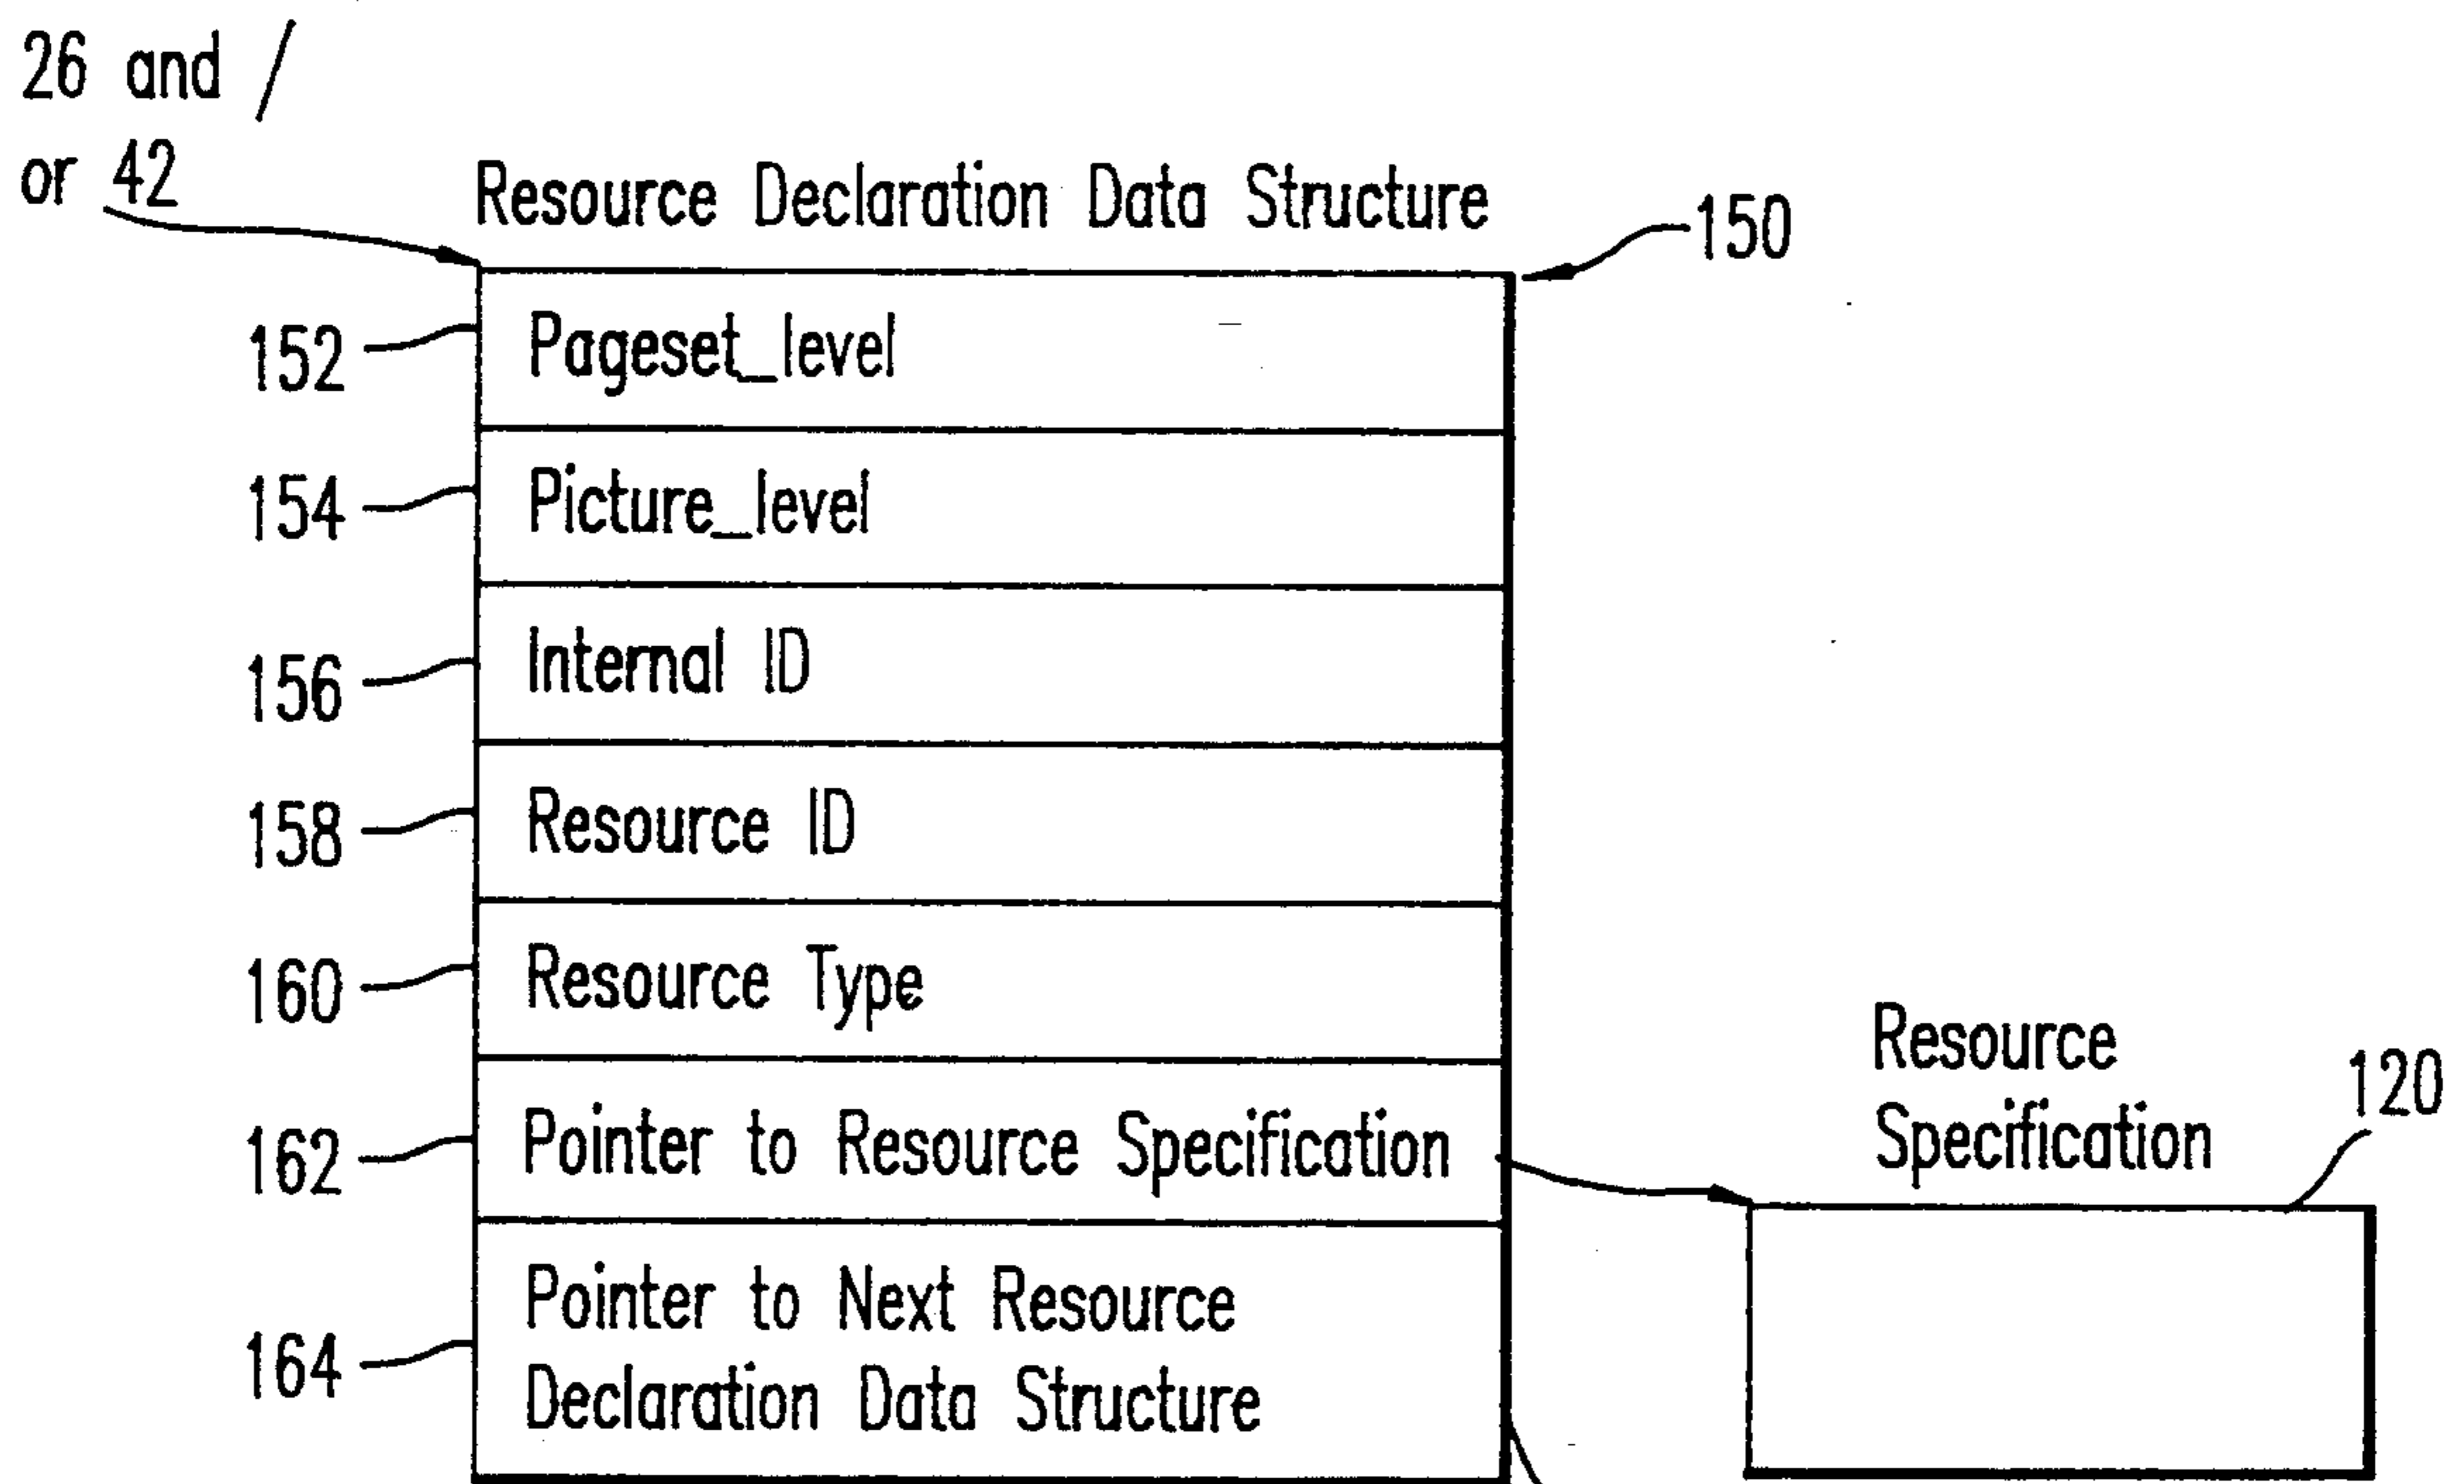 26 and /
or 42
Resource Declaration Data Structure
150
152
Pageset_level
154
Picture_level
156
Internal ID
158
Resource ID
160
Resource Type
162
Pointer to Resource Specification
Resource
Specification
120
164
Pointer to Next Resource
Declaration Data Structure